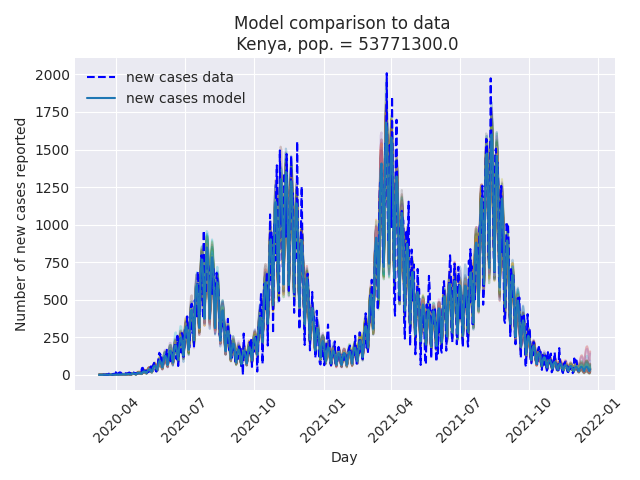 Model comparison to data
Kenya, pop. = 53771300.0
new cases data
new cases model
Number of new cases reported
2000
1750
1500
1250
1000
750
500
250
0
2020-04
2020-07
2020-10
2021-01
2021-04
2021-07
2021-10
2022-01
Day